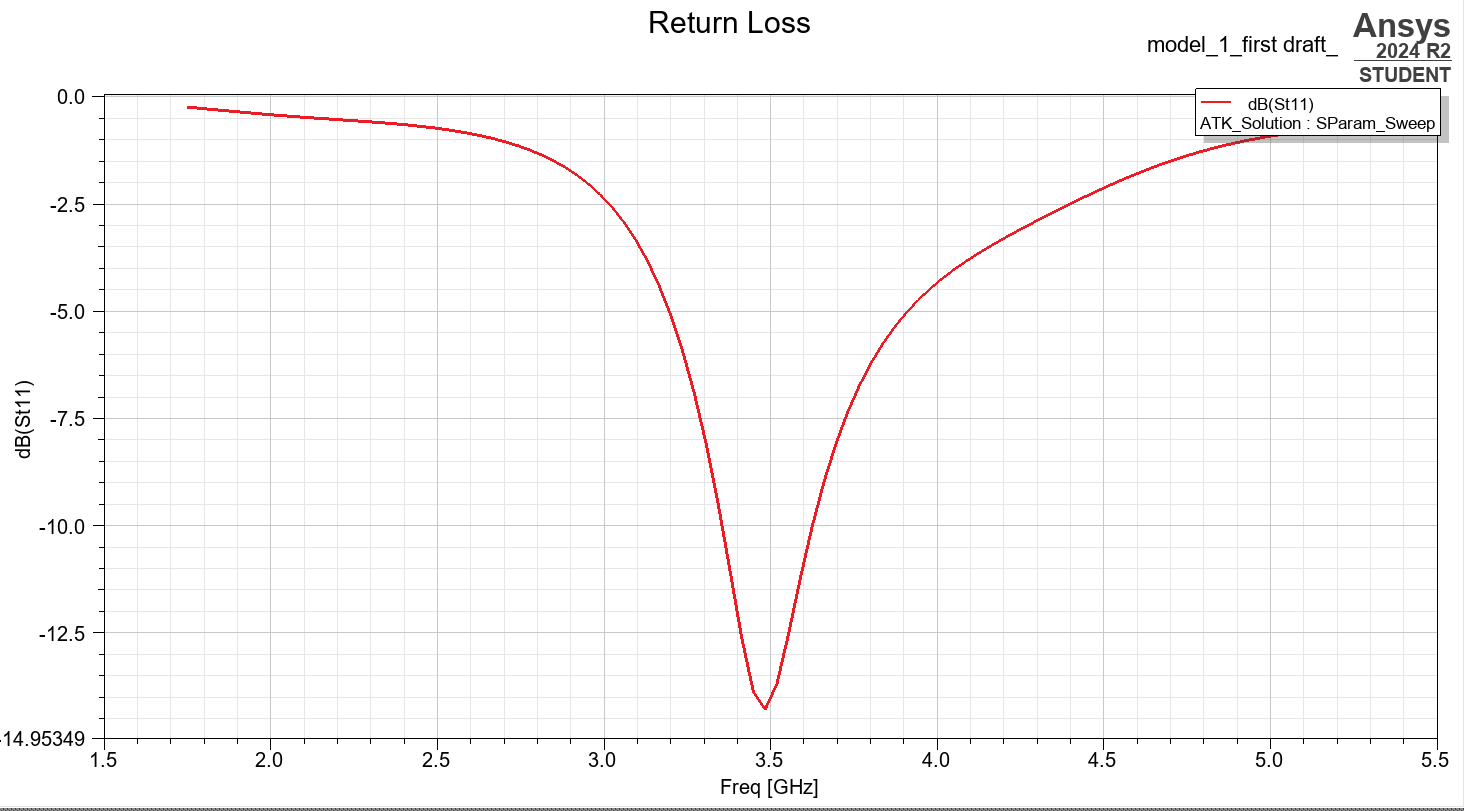 Return Loss
model_1_first draft_
Ansys
2024 R2
STUDENT
dB(St11)
ATK_Solution : SParam_Sweep
0.0
-2.5
-5.0
-7.5
-10.0
-12.5
-14.95349
dB(St11)
1.5 2.0 2.5 3.0 3.5 4.0 4.5 5.0 5.5
Freq [GHz]